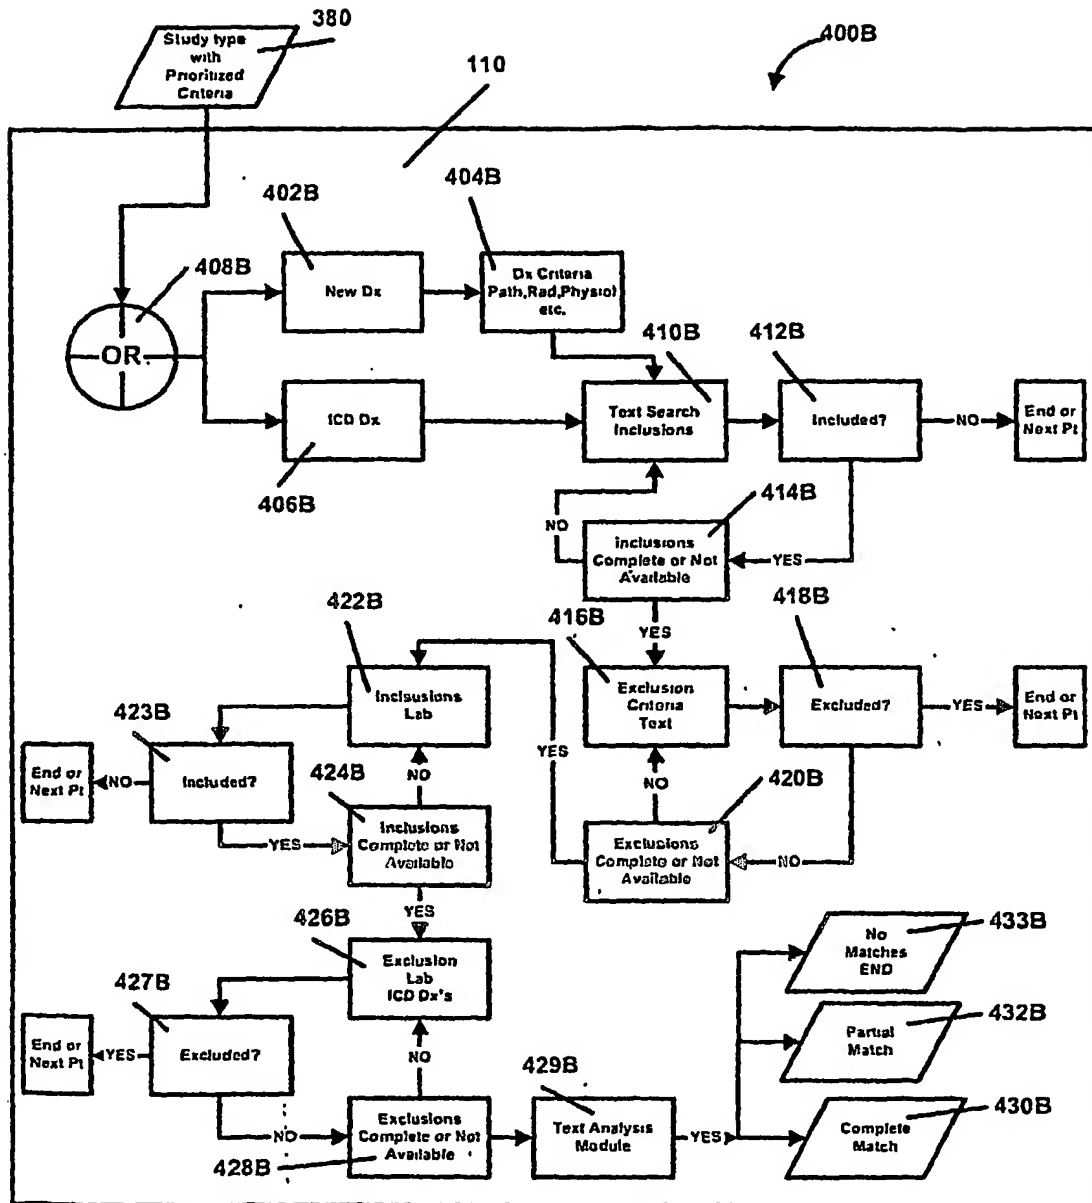 380
Study type
with
Prioritized
Criteria
400B
110
402B
404B
408B
New Dx
Dx Criteria
Path,Rad,Physiol
etc.
OR
410B
412B
ICD Dx
Text Search
Inclusions
Included?
NO
End or
Next Pt
406B
414B
NO
Inclusions
Complete or Not
Available
YES
422B
416B
YES
418B
Inclsusions
Lab
Exclusion
Criteria
Text
Excluded?
YES
End or
Next Pt
423B
YES
End or
Next Pt
NO
Included?
424B
NO
NO
420B
YES
Inclusions
Complete or Not
Available
Exclusions
Complete or Not
Available
NO
426B
YES
433B
No
Matches
END
Exclusion
Lab
ICD Dx's
427B
432B
Partial
Match
End or
Next Pt
YES
Excluded?
NO
429B
430B
NO
Exclusions
Complete or Not
Available
Text Analysis
Module
YES
Complete
Match
428B